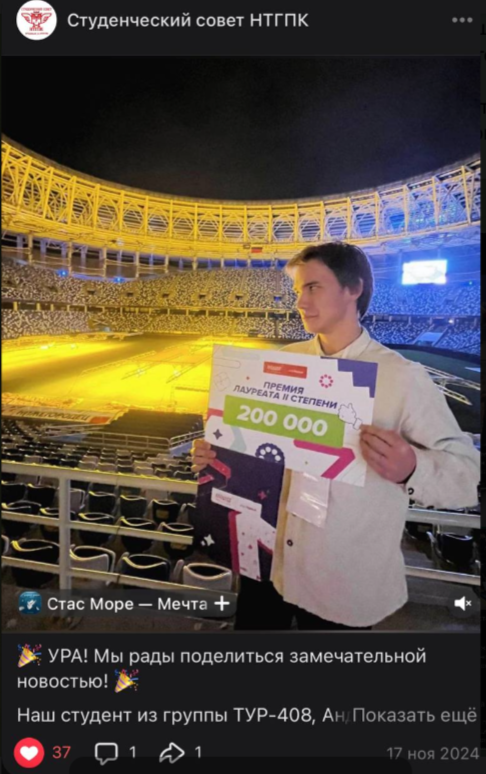 Студенческий совет НТГПК
ПРЕМИЯ
ЛАУРЕАТА II СТЕПЕНИ
200 000
Стас Море — Мечта +
🎉 УРА! Мы рады поделиться замечательной
новостью! 🎉
Наш студент из группы ТУР-408, Ан Показать ещё
37 1 1 17 ноя 2024